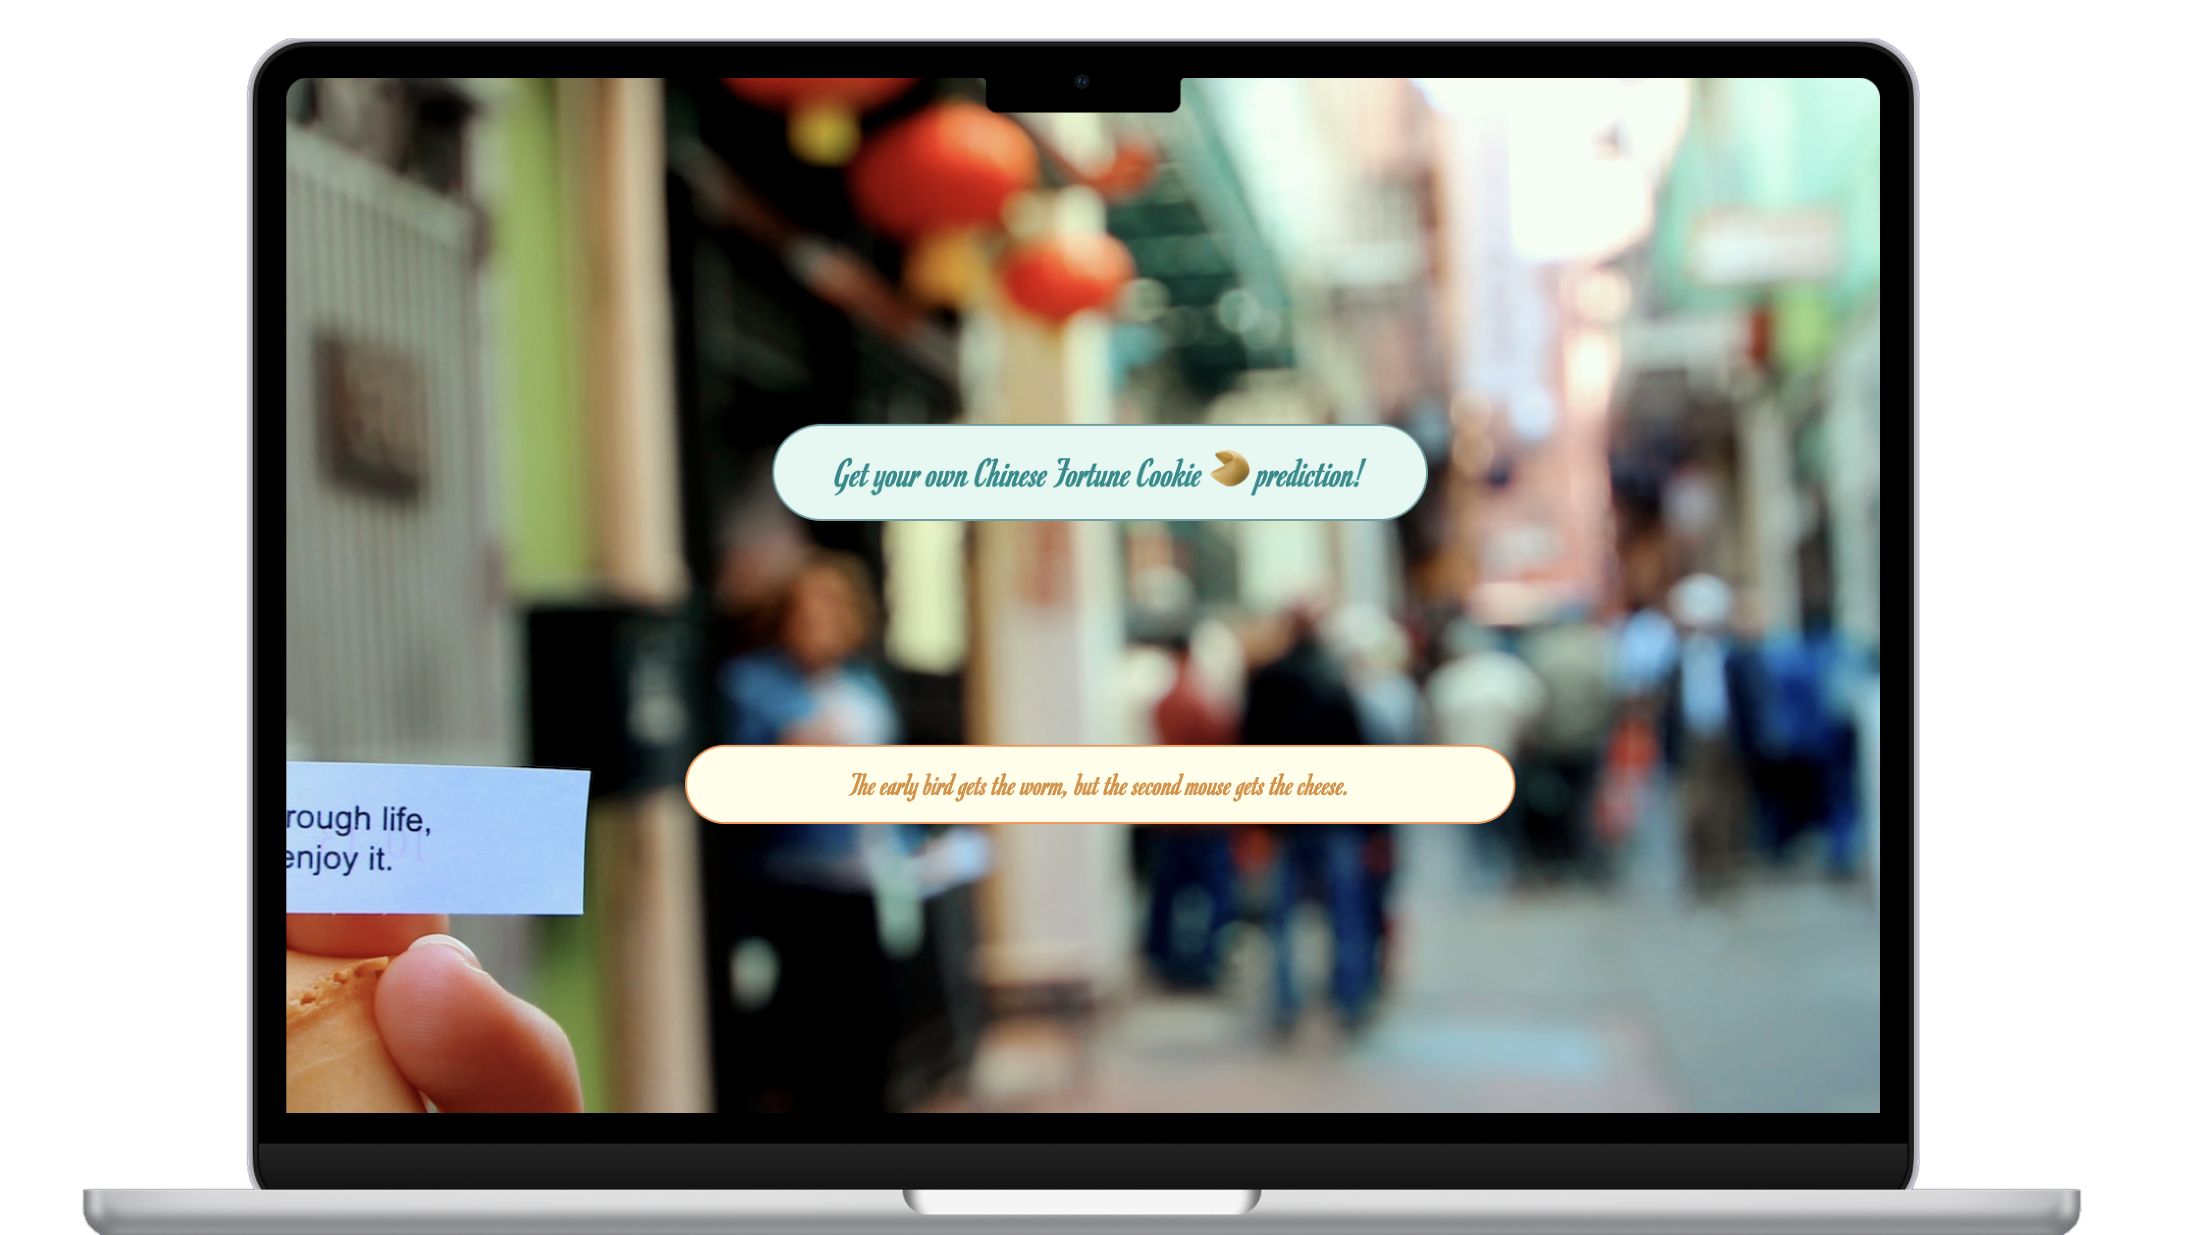 Get your own Chinese Fortune Cookie 🥠 prediction!
The early bird gets the worm, but the second mouse gets the cheese.
rough life,
enjoy it.